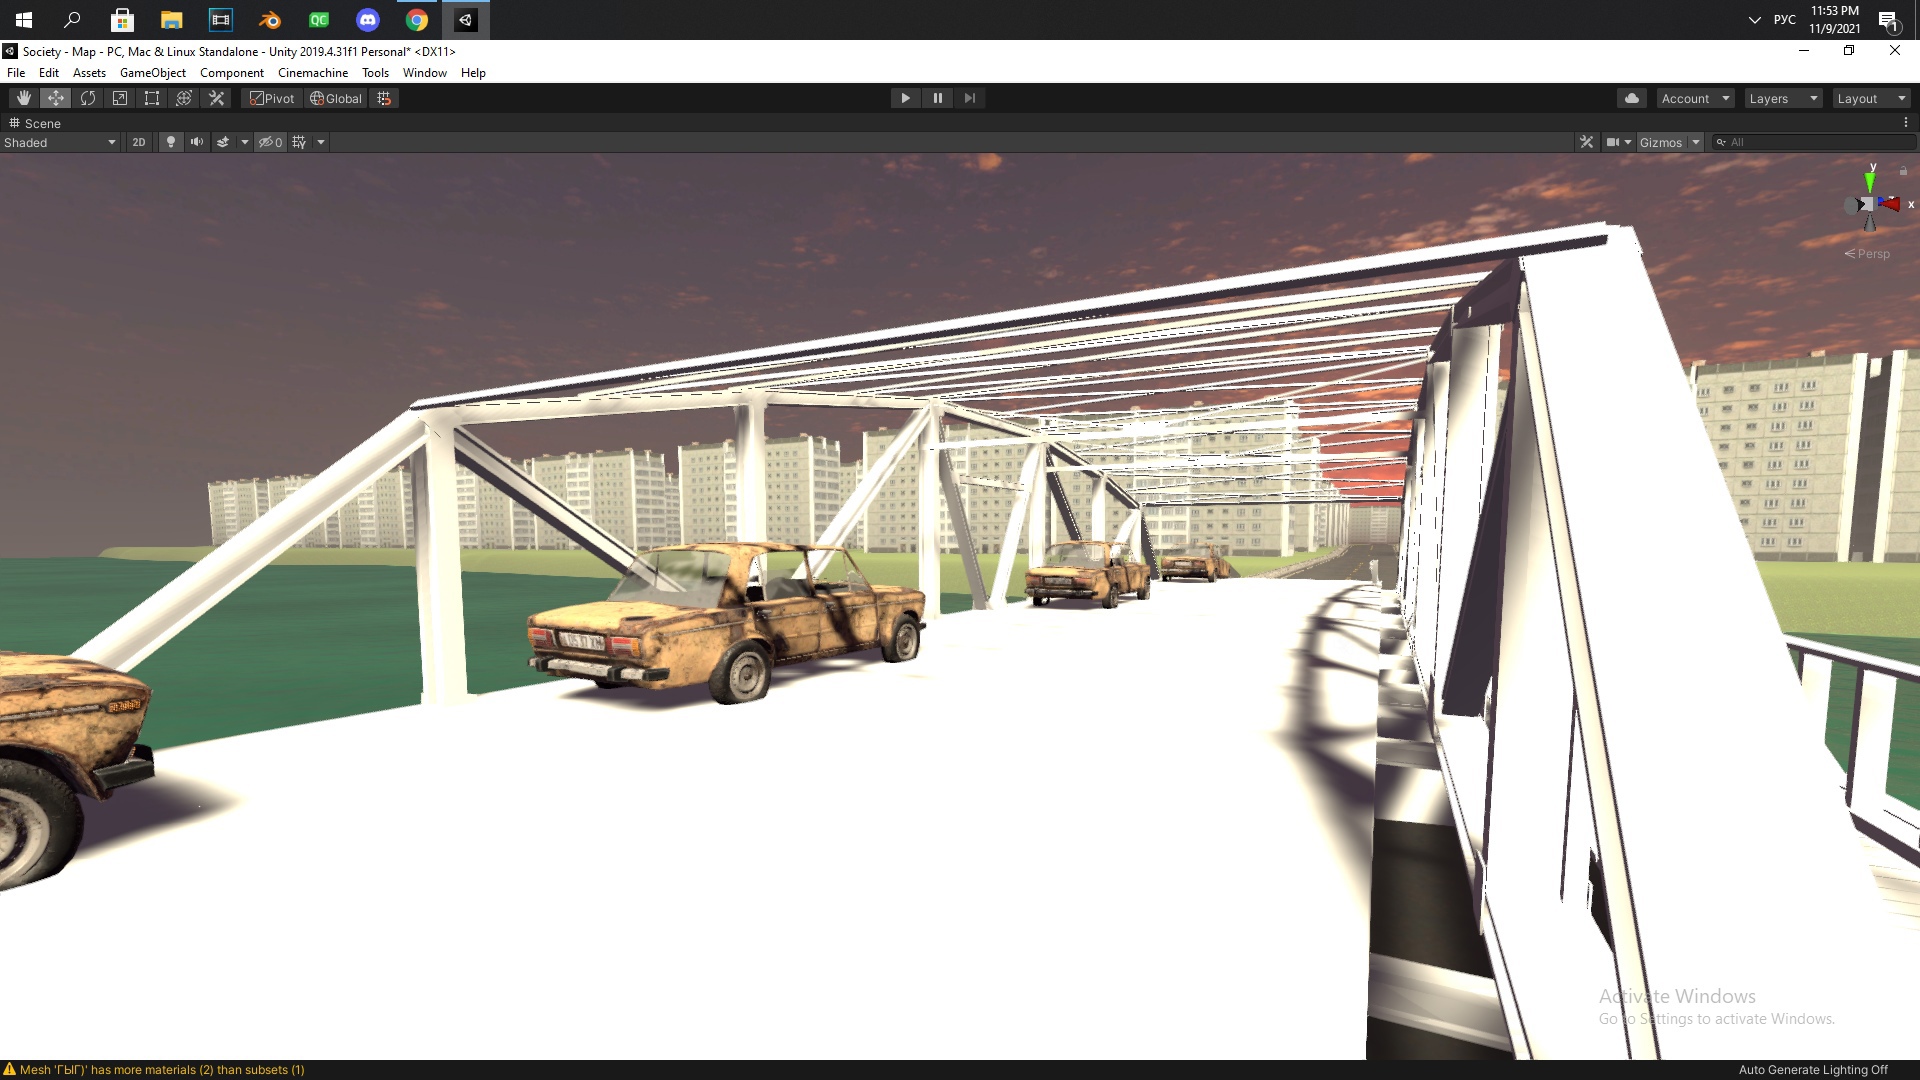 QC
РУС
11:53 PM
11/9/2021
1
Society - Map - PC, Mac & Linux Standalone - Unity 2019.4.31f1 Personal* <DX11>
File Edit Assets GameObject Component Cinemachine Tools Window Help
Pivot Global Account Layers Layout
Scene
Shaded 2D 0 Gizmos All
y
x
Persp
Activate Windows
Go to Settings to activate Windows.
Mesh 'ГЫГ)' has more materials (2) than subsets (1)
Auto Generate Lighting Off